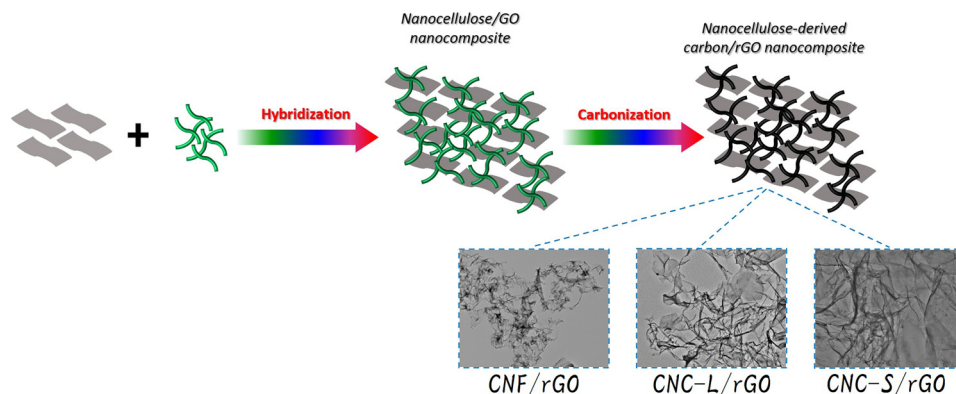 Nanocellulose/GO
nanocomposite
Nanocellulose-derived
carbon/rGO nanocomposite
+
Hybridization
Carbonization
CNF/rGO
CNC-L/rGO
CNC-S/rGO